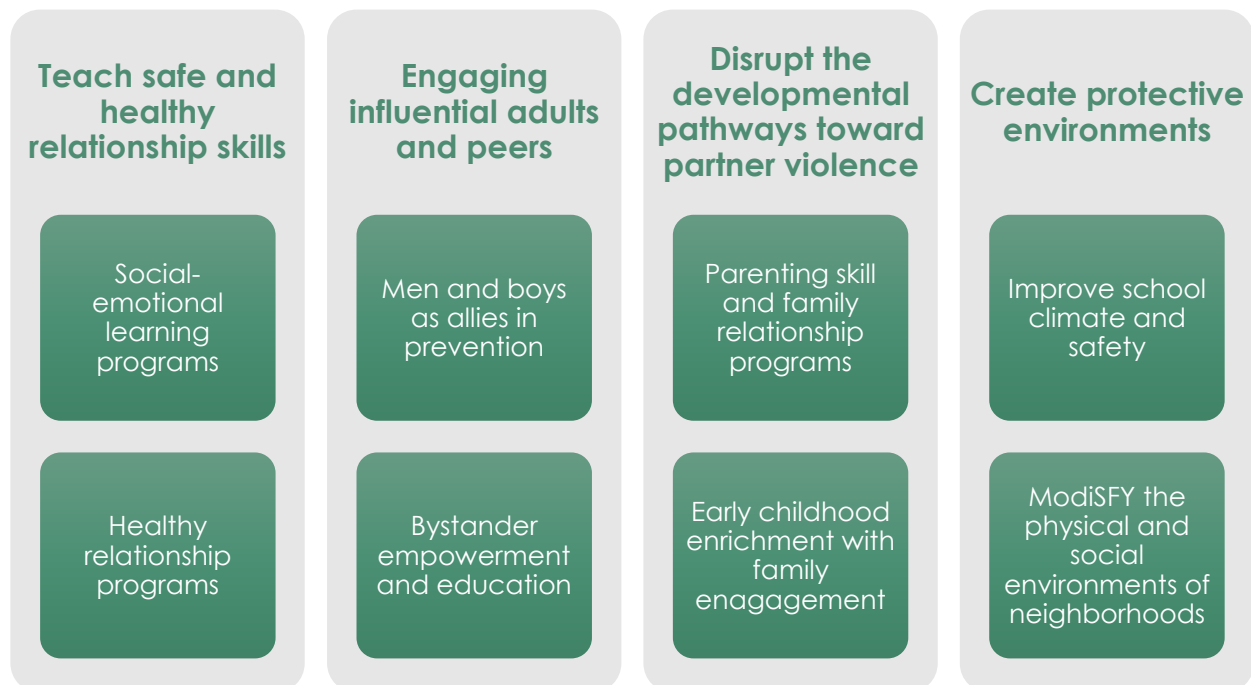 Teach safe and
healthy
relationship skills
Social-
emotional
learning
programs
Healthy
relationship
programs
Engaging
influential adults
and peers
Men and boys
as allies in
prevention
Bystander
empowerment
and education
Disrupt the
developmental
pathways toward
partner violence
Parenting skill
and family
relationship
programs
Early childhood
enrichment with
family
enagagement
Create protective
environments
Improve school
climate and
safety
ModiSFY the
physical and
social
environments of
neighborhoods